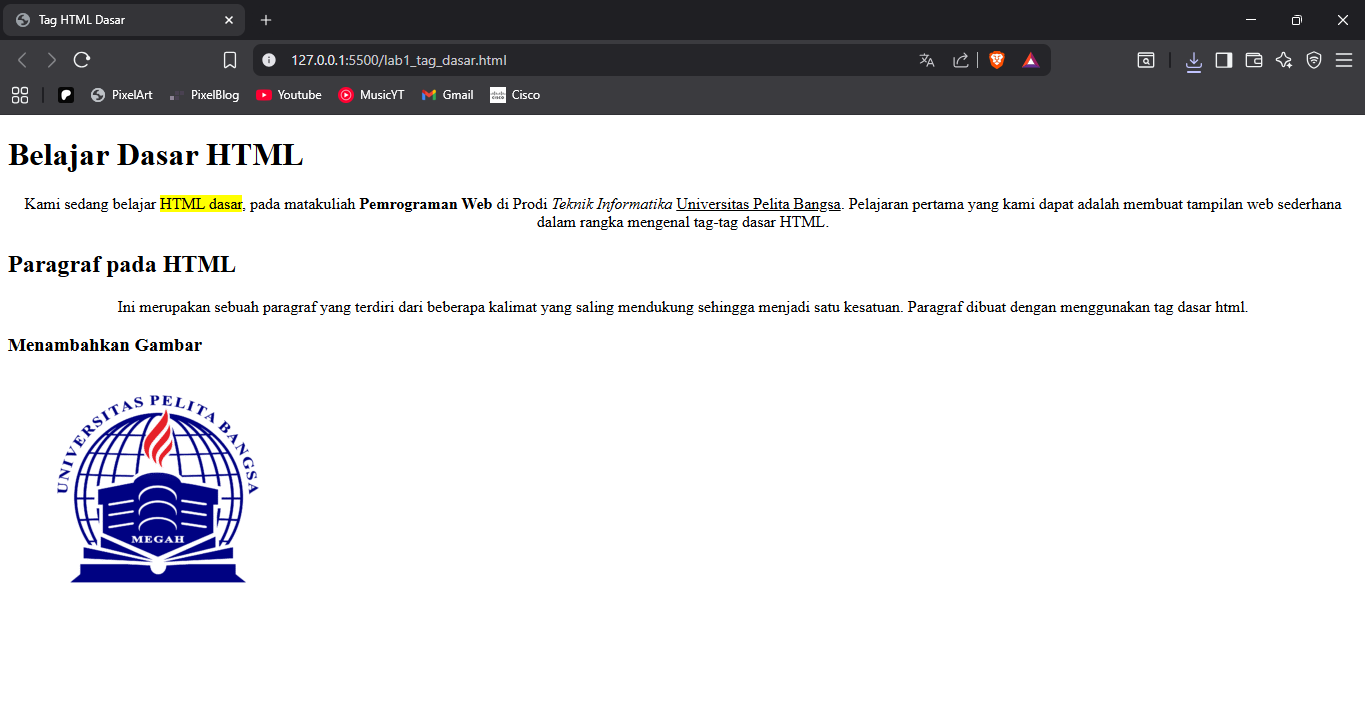 Tag HTML Dasar
127.0.0.1:5500/lab1_tag_dasar.html
PixelArt PixelBlog Youtube MusicYT Gmail Cisco
Belajar Dasar HTML
Kami sedang belajar HTML dasar, pada matakuliah Pemrograman Web di Prodi Teknik Informatika Universitas Pelita Bangsa. Pelajaran pertama yang kami dapat adalah membuat tampilan web sederhana
dalam rangka mengenal tag-tag dasar HTML.
Paragraf pada HTML
Ini merupakan sebuah paragraf yang terdiri dari beberapa kalimat yang saling mendukung sehingga menjadi satu kesatuan. Paragraf dibuat dengan menggunakan tag dasar html.
Menambahkan Gambar
UNIVERSITAS PELITA BANGSA
MEGAH